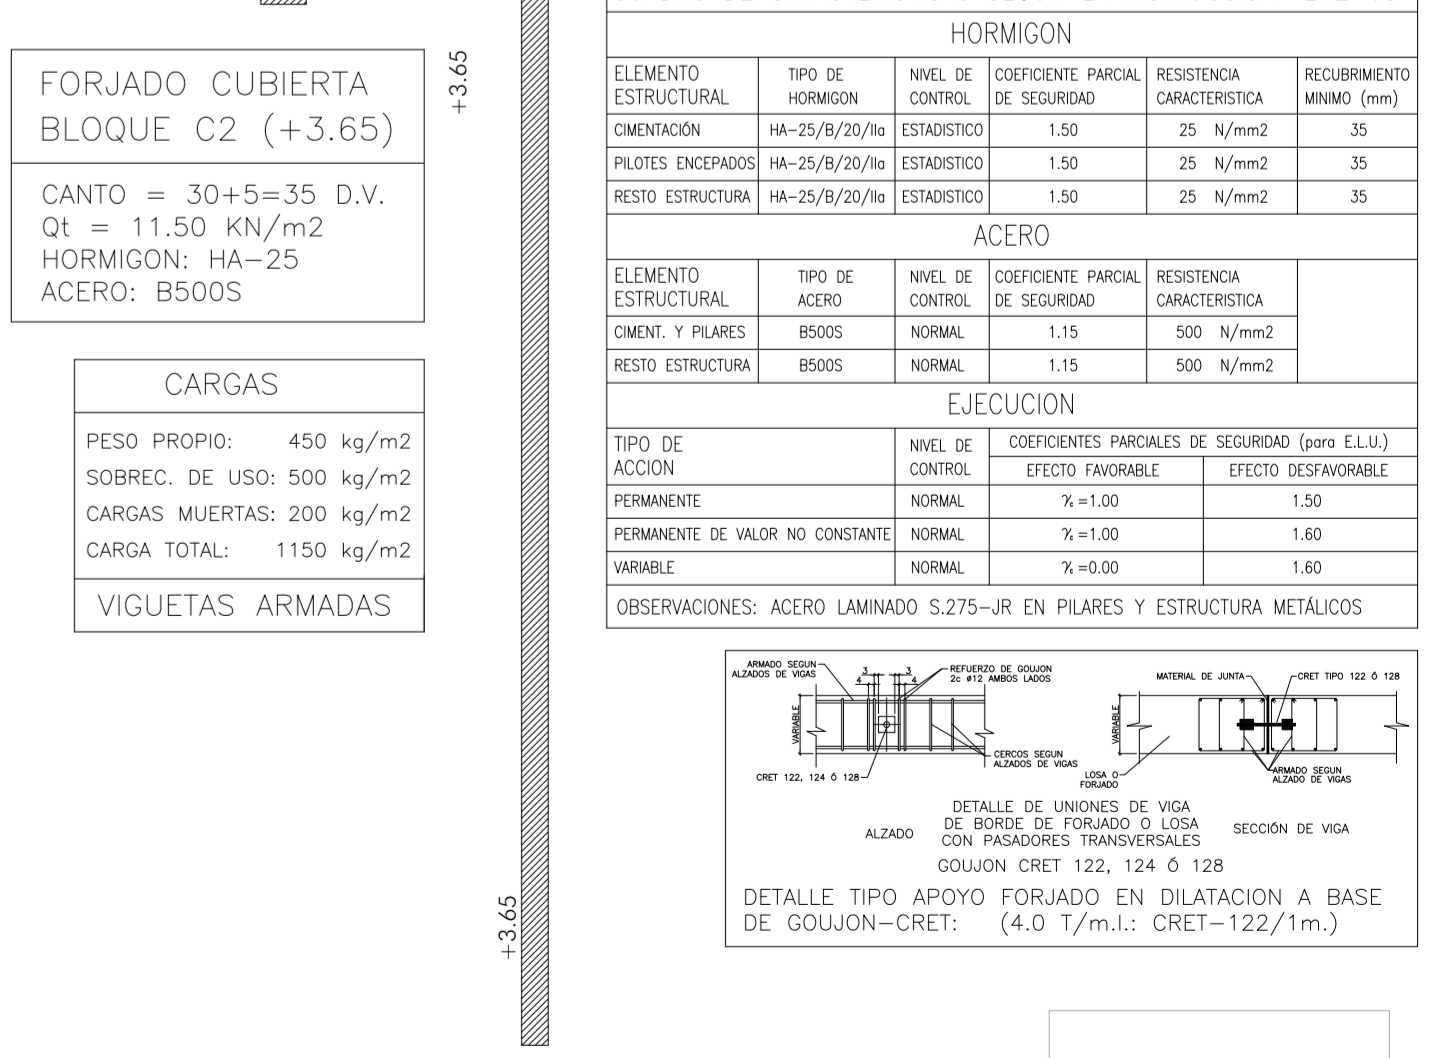 FORJADO CUBIERTA
BLOQUE C2 (+3.65)
CANTO = 30+5=35 D.V.
Qt = 11.50 KN/m2
HORMIGON: HA-25
ACERO: B500S
CARGAS
PESO PROPIO: 450 kg/m2
SOBREC. DE USO: 500 kg/m2
CARGAS MUERTAS: 200 kg/m2
CARGA TOTAL: 1150 kg/m2
VIGUETAS ARMADAS
+3.65
+3.65
HORMIGON
ELEMENTO ESTRUCTURAL TIPO DE HORMIGON NIVEL DE CONTROL COEFICIENTE PARCIAL DE SEGURIDAD RESISTENCIA CARACTERISTICA RECUBRIMIENTO MINIMO (mm)
CIMENTACIÓN HA-25/B/20/IIa ESTADISTICO 1.50 25 N/mm2 35
PILOTES ENCEPADOS HA-25/B/20/IIa ESTADISTICO 1.50 25 N/mm2 35
RESTO ESTRUCTURA HA-25/B/20/IIa ESTADISTICO 1.50 25 N/mm2 35
ACERO
ELEMENTO ESTRUCTURAL TIPO DE ACERO NIVEL DE CONTROL COEFICIENTE PARCIAL DE SEGURIDAD RESISTENCIA CARACTERISTICA
CIMENT. Y PILARES B500S NORMAL 1.15 500 N/mm2
RESTO ESTRUCTURA B500S NORMAL 1.15 500 N/mm2
EJECUCION
TIPO DE ACCION NIVEL DE CONTROL COEFICIENTES PARCIALES DE SEGURIDAD (para E.L.U.)
EFECTO FAVORABLE EFECTO DESFAVORABLE
PERMANENTE NORMAL =1.00 1.50
PERMANENTE DE VALOR NO CONSTANTE NORMAL =1.00 1.60
VARIABLE NORMAL =0.00 1.60
OBSERVACIONES: ACERO LAMINADO S.275-JR EN PILARES Y ESTRUCTURA METÁLICOS
ARMADO SEGUN
ALZADOS DE VIGAS
3 3
4 4
REFUERZO DE GOUJON
2c ø12 AMBOS LADOS
VARIABLE
CERCOS SEGUN
ALZADOS DE VIGAS
CRET 122, 124 Ó 128
MATERIAL DE JUNTA
CRET TIPO 122 Ó 128
VARIABLE
LOSA O
FORJADO
ARMADO SEGUN
ALZADO DE VIGAS
ALZADO
DETALLE DE UNIONES DE VIGA
DE BORDE DE FORJADO O LOSA
CON PASADORES TRANSVERSALES
SECCIÓN DE VIGA
GOUJON CRET 122, 124 Ó 128
DETALLE TIPO APOYO FORJADO EN DILATACION A BASE
DE GOUJON-CRET: (4.0 T/m.l.: CRET-122/1m.)